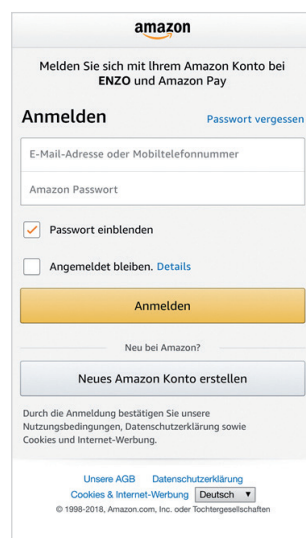 amazon
Melden Sie sich mit Ihrem Amazon Konto bei
ENZO und Amazon Pay
Anmelden
Passwort vergessen
E-Mail-Adresse oder Mobiltelefonnummer
Amazon Passwort
Passwort einblenden
Angemeldet bleiben. Details
Anmelden
Neu bei Amazon?
Neues Amazon Konto erstellen
Durch die Anmeldung bestätigen Sie unsere
Nutzungsbedingungen, Datenschutzerklärung sowie
Cookies und Internet-Werbung.
Unsere AGB Datenschutzerklärung
Cookies & Internet-Werbung Deutsch
© 1998-2018, Amazon.com, Inc. oder Tochtergesellschaften